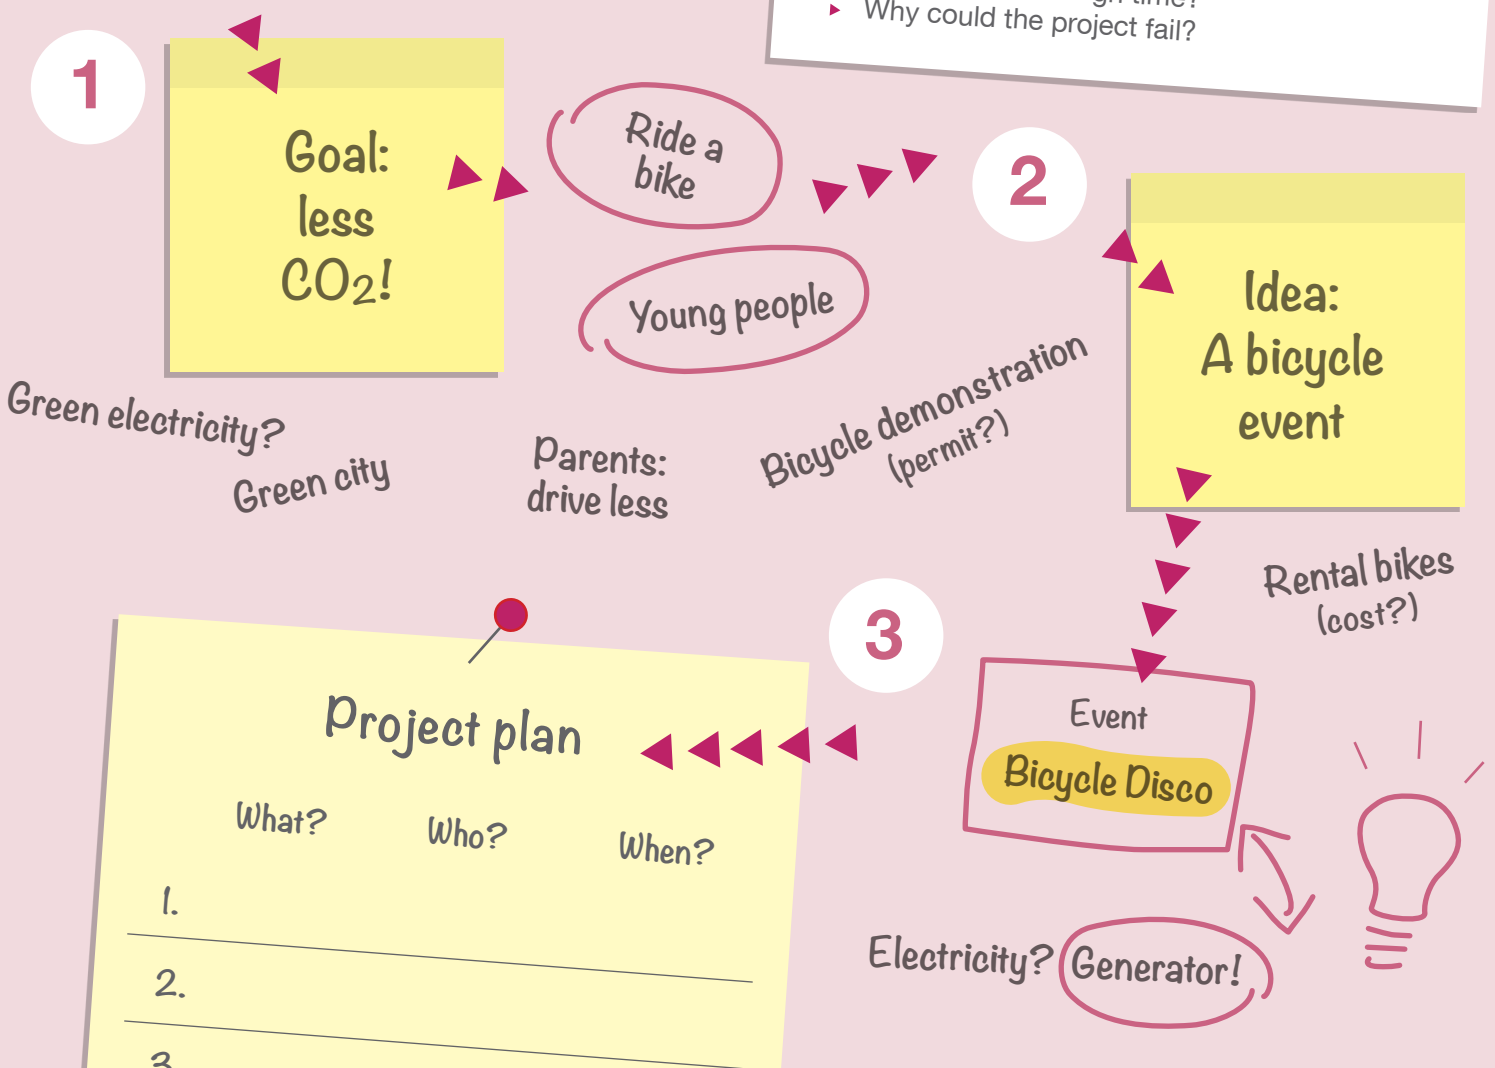 time?
Why could the project fail?
1
Goal:
less
CO2!
Ride a
bike
Young people
2
Idea:
A bicycle
event
Green electricity?
Green city
Parents:
drive less
Bicycle demonstration
(permit?)
Rental bikes
(cost?)
3
Event
Bicycle Disco
Electricity?
Generator!
Project plan
What? Who? When?
1.
2.
3.